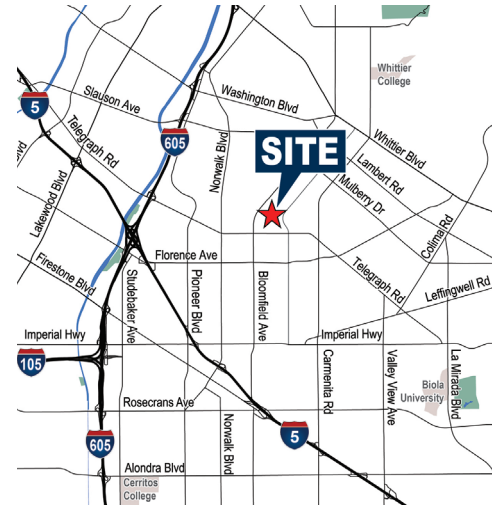 Whittier
College
Slauson Ave
Washington Blvd
5
Telegraph Rd
605
Norwalk Blvd
SITE
Whittier Blvd
Lambert Rd
Mulberry Dr
Lakewood Blvd
Blvd
Colima Rd
Florence Ave
Firestone Blvd
Telegraph Rd
Leffingwell Rd
Studebaker Ave
Pioneer Blvd
Bloomfield Ave
Imperial Hwy
Imperial Hwy
105
Carmenita Rd
Valley View Ave
La Mirada Blvd
Biola
University
Rosecrans Ave
Norwalk Blvd
605
5
Alondra Blvd
Cerritos
College